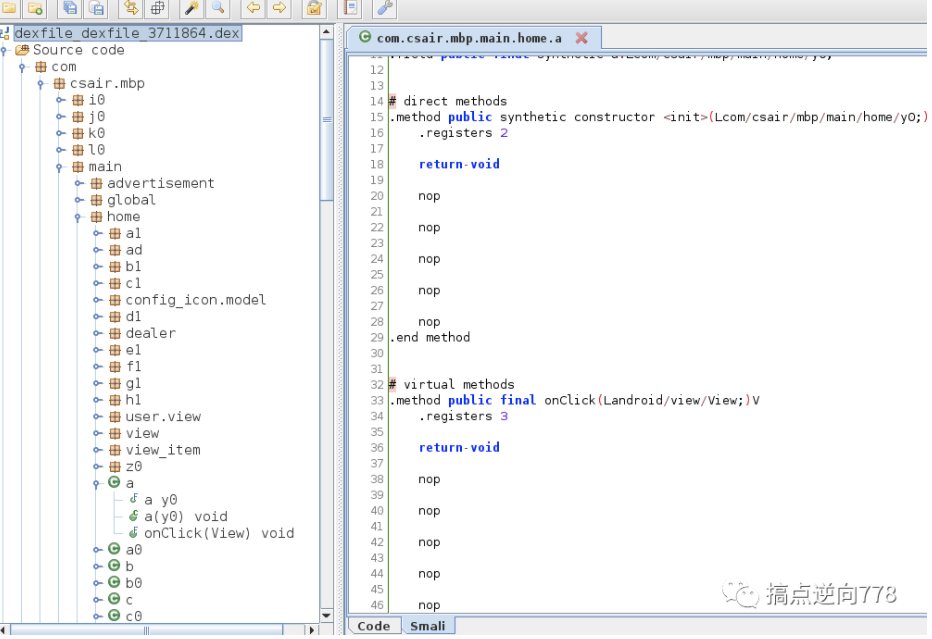 dexfile_dexfile_3711864.dex
Source code
com
csair.mbp
i0
j0
k0
l0
main
advertisement
global
home
a1
ad
b1
c1
config_icon.model
d1
dealer
e1
f1
g1
h1
user.view
view
view_item
z0
a
a y0
a(y0) void
onClick(View) void
a0
b
b0
c
c0
com.csair.mbp.main.home.a
12
13
14 # direct methods
15 .method public synthetic constructor <init>(Lcom/csair/mbp/main/home/y0;)
16 .registers 2
17
18 return-void
19
20 nop
21
22 nop
23
24 nop
25
26 nop
27
28 nop
29 .end method
30
31
32 # virtual methods
33 .method public final onClick(Landroid/view/View;)V
34 .registers 3
35
36 return-void
37
38 nop
39
40 nop
41
42 nop
43
44 nop
45
46 nop
Code Smali
搞点逆向778